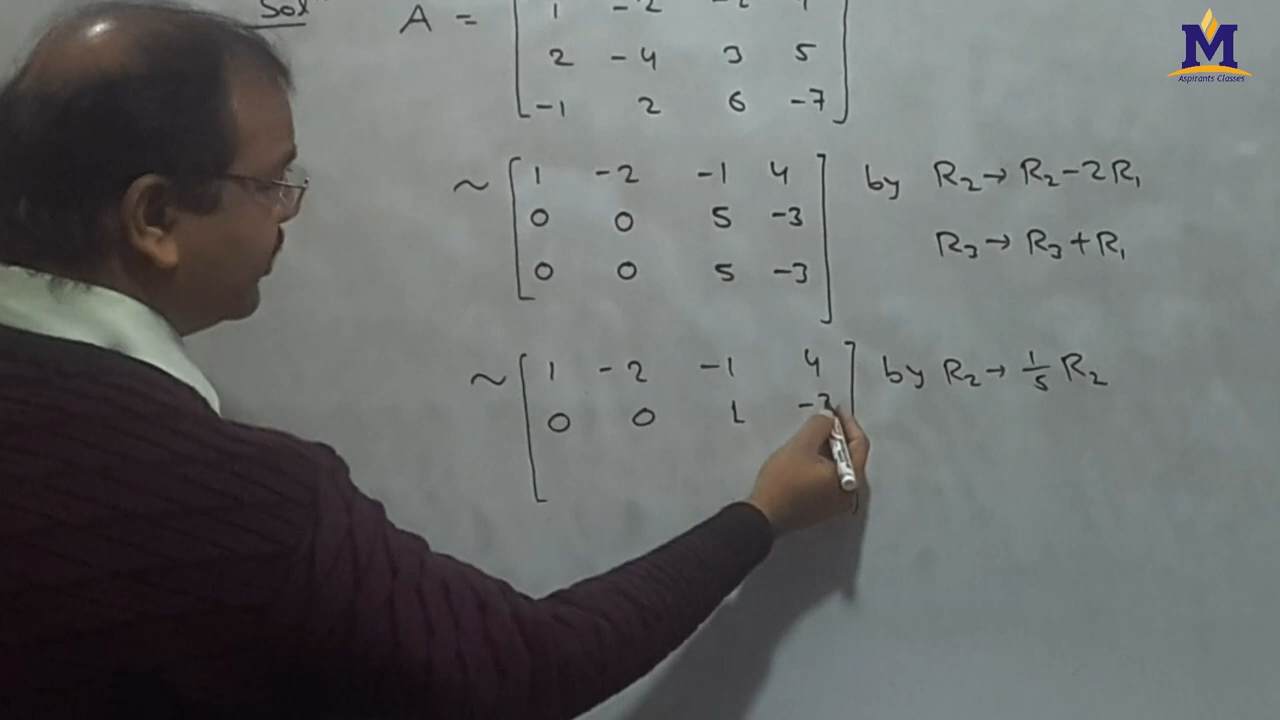 Sol
A = [ 1 -2 -1 4
2 -4 3 5
-1 2 6 -7 ]
~ [ 1 -2 -1 4 ] by R₂→R₂-2R₁
0 0 5 -3 R₃→R₃+R₁
0 0 5 -3
~ [ 1 -2 -1 4 ] by R₂→ 1/5 R₂
0 0 1 -3
M
Aspirants Classes